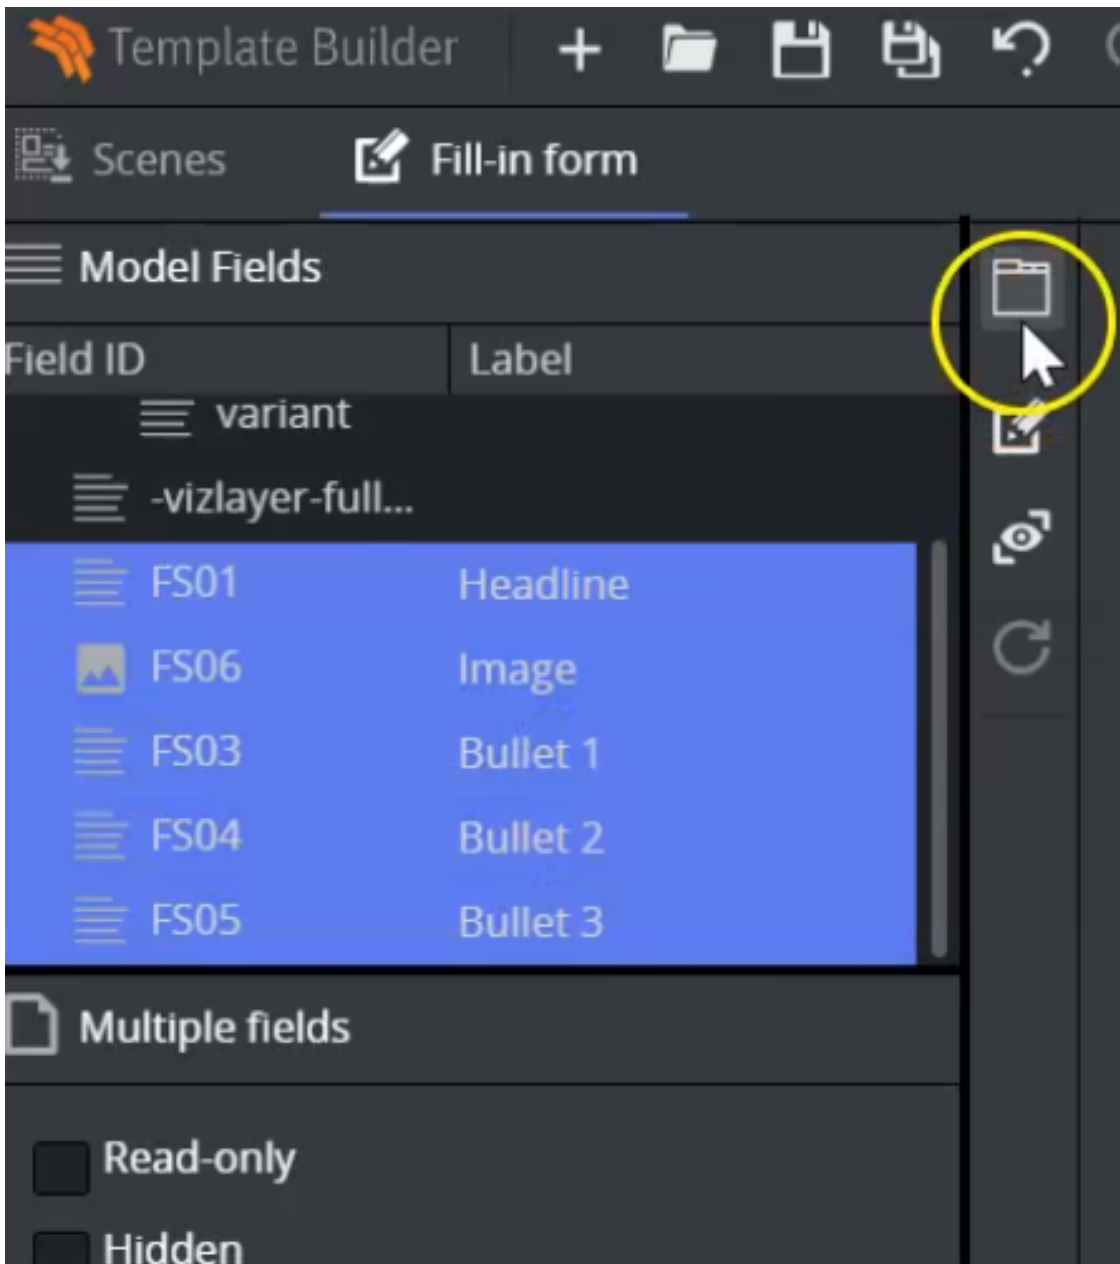 Template Builder
Scenes
Fill-in form
Model Fields
Field ID Label
variant
-vizlayer-full...
FS01 Headline
FS06 Image
FS03 Bullet 1
FS04 Bullet 2
FS05 Bullet 3
Multiple fields
Read-only
Hidden